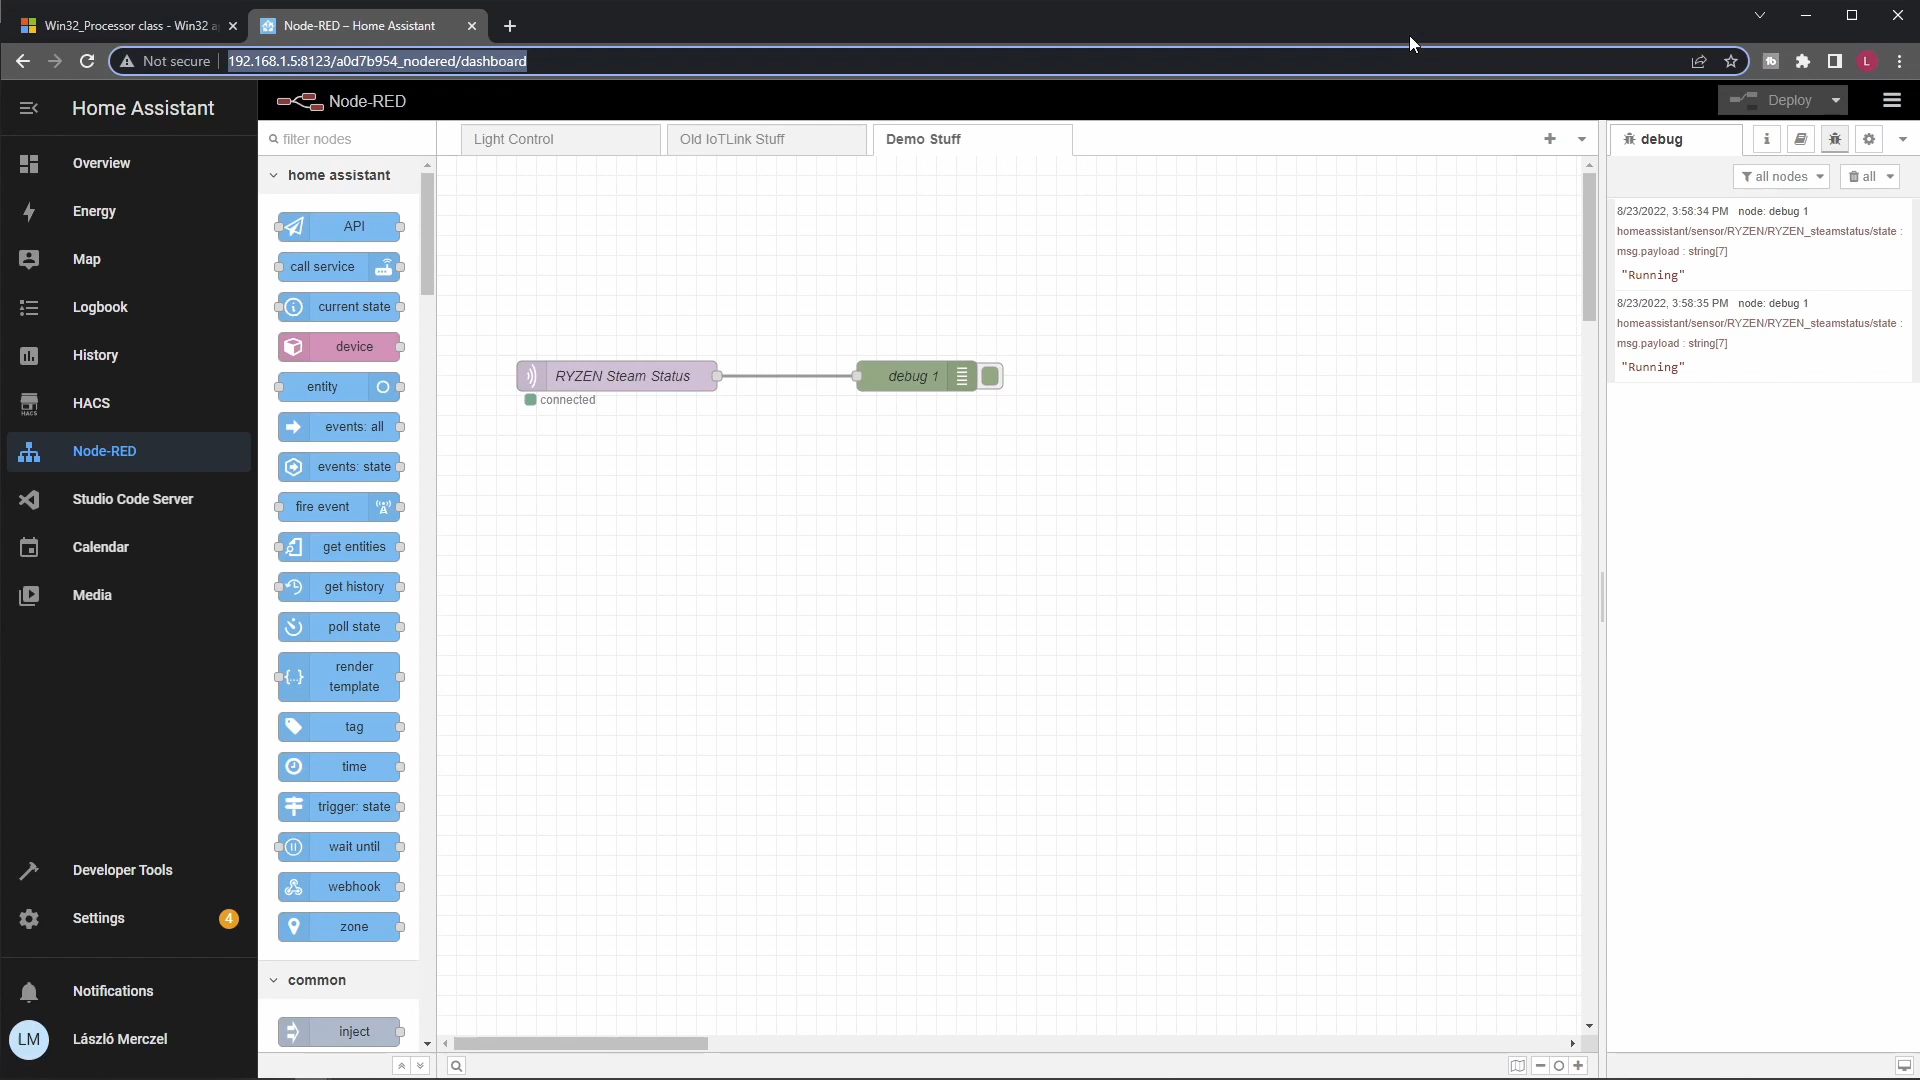 Win32_Processor class - Win32 a
Node-RED – Home Assistant
Not secure
192.168.1.5:8123/a0d7b954_nodered/dashboard
L
Home Assistant
Node-RED
Deploy
Overview
Energy
Map
Logbook
History
HACS
HACS
Node-RED
Studio Code Server
Calendar
Media
Developer Tools
Settings
4
Notifications
LM
László Merczel
filter nodes
home assistant
API
call service
current state
device
entity
events: all
events: state
fire event
get entities
get history
poll state
render
template
tag
time
trigger: state
wait until
webhook
zone
common
inject
Light Control
Old IoTLink Stuff
Demo Stuff
RYZEN Steam Status
connected
debug 1
debug
all nodes
all
8/23/2022, 3:58:34 PM node: debug 1
homeassistant/sensor/RYZEN/RYZEN_steamstatus/state :
msg.payload : string[7]
"Running"
8/23/2022, 3:58:35 PM node: debug 1
homeassistant/sensor/RYZEN/RYZEN_steamstatus/state :
msg.payload : string[7]
"Running"